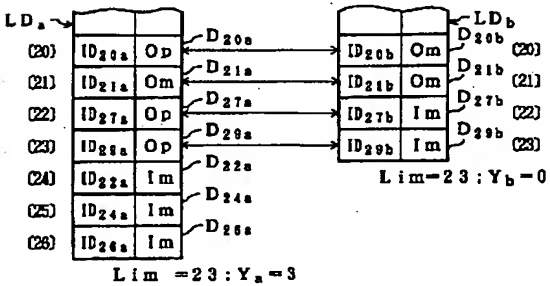 LDa LDb
(20) ID20a Op D20a ID20b Om D20b (20)
(21) ID21a Om D21a ID21b Om D21b (21)
(22) ID27a Op D27a ID27b Im D27b (22)
(23) ID29a Op D29a ID29b Im D29b (23)
(24) ID22a Im D22a Lim=23:Yb=0
(25) ID24a Im D24a
(26) ID26a Im D26a
Lim =23:Ya=3